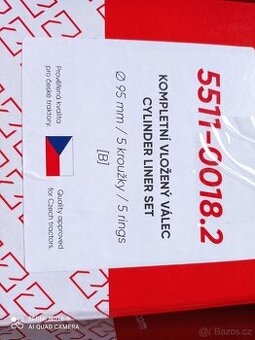 5511-0018.2
KOMPLETNÍ VLOŽENÝ VÁLEC
CYLINDER LINER SET
Ø 95 mm / 5 kroužky / 5 rings
[B]
Prověřená kvalita
pro české traktory.
Quality approved
for Czech tractors.
AI QUAD CAMERA
Bazos.cz